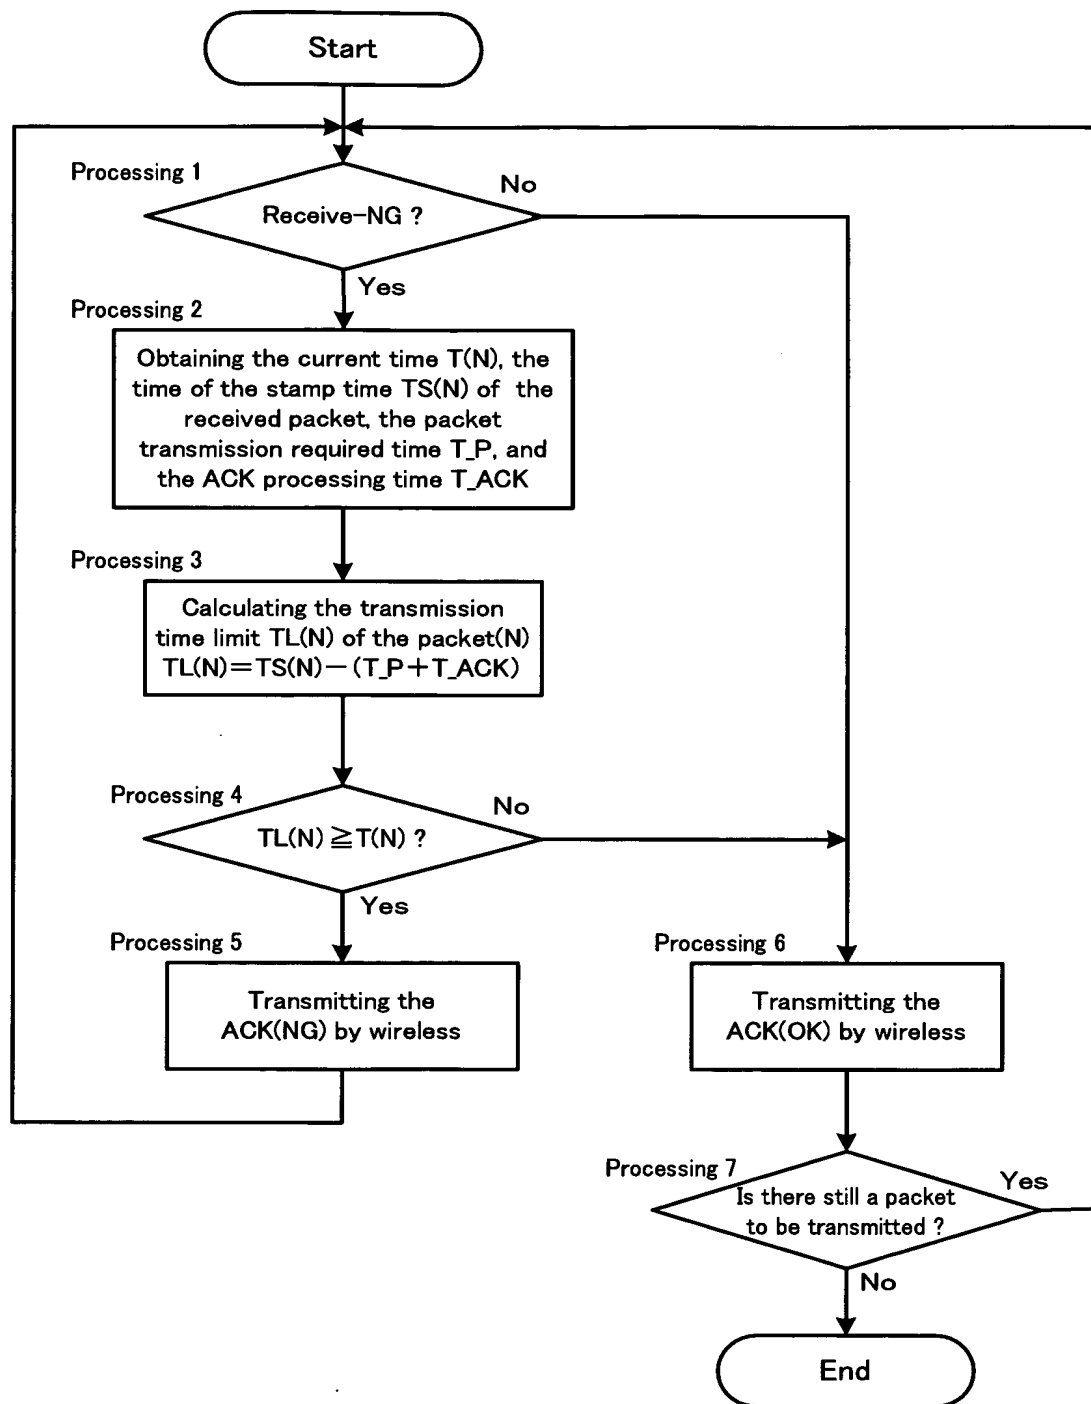 Start
Processing 1
Receive-NG ?
No
Yes
Processing 2
Obtaining the current time T(N), the
time of the stamp time TS(N) of the
received packet, the packet
transmission required time T_P, and
the ACK processing time T_ACK
Processing 3
Calculating the transmission
time limit TL(N) of the packet(N)
TL(N)=TS(N)-(T_P+T_ACK)
Processing 4
TL(N)≧T(N) ?
No
Yes
Processing 5
Transmitting the
ACK(NG) by wireless
Processing 6
Transmitting the
ACK(OK) by wireless
Processing 7
Is there still a packet
to be transmitted ?
Yes
No
End